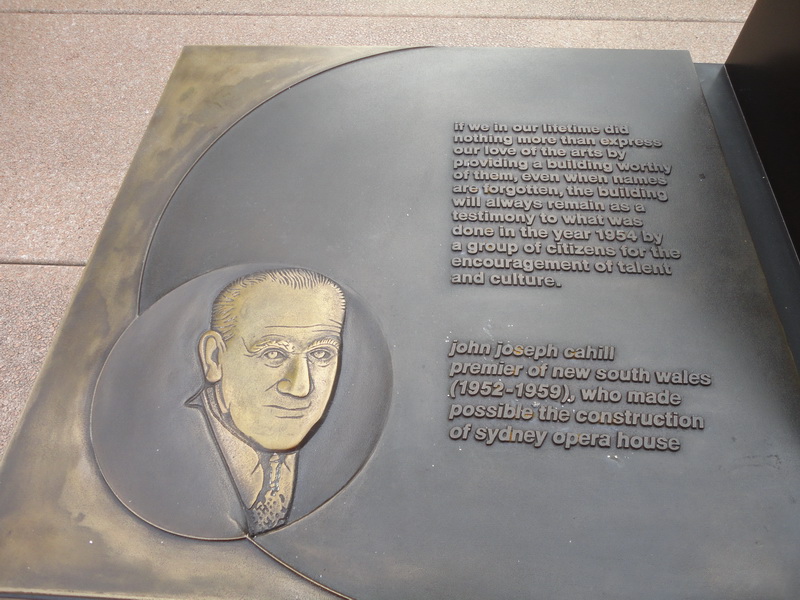 if we in our lifetime did
nothing more than express
our love of the arts by
providing a building worthy
of them, even when names
are forgotten, the building
will always remain as a
testimony to what was
done in the year 1954 by
a group of citizens for the
encouragement of talent
and culture.
john joseph cahill
premier of new south wales
(1952-1959), who made
possible the construction
of sydney opera house